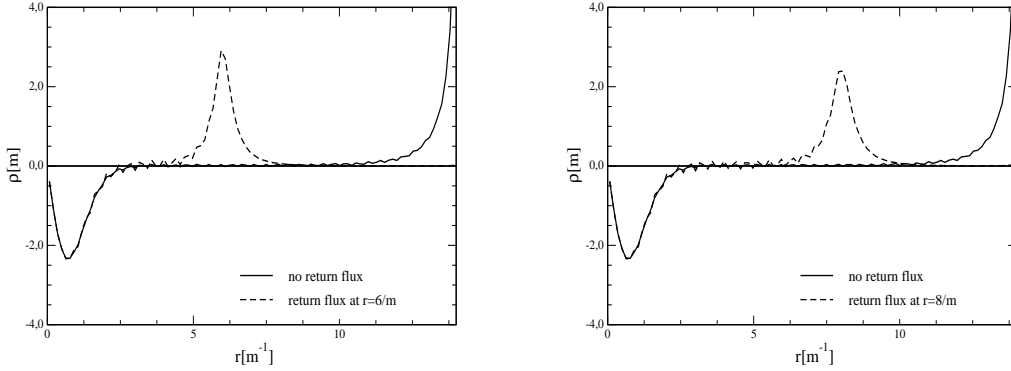 4,0
2,0
0,0
-2,0
-4,0
ρ [m]
no return flux
return flux at r=6/m
0 5 10
r[m⁻¹]
4,0
2,0
0,0
-2,0
-4,0
ρ [m]
no return flux
return flux at r=8/m
0 5 10
r[m⁻¹]